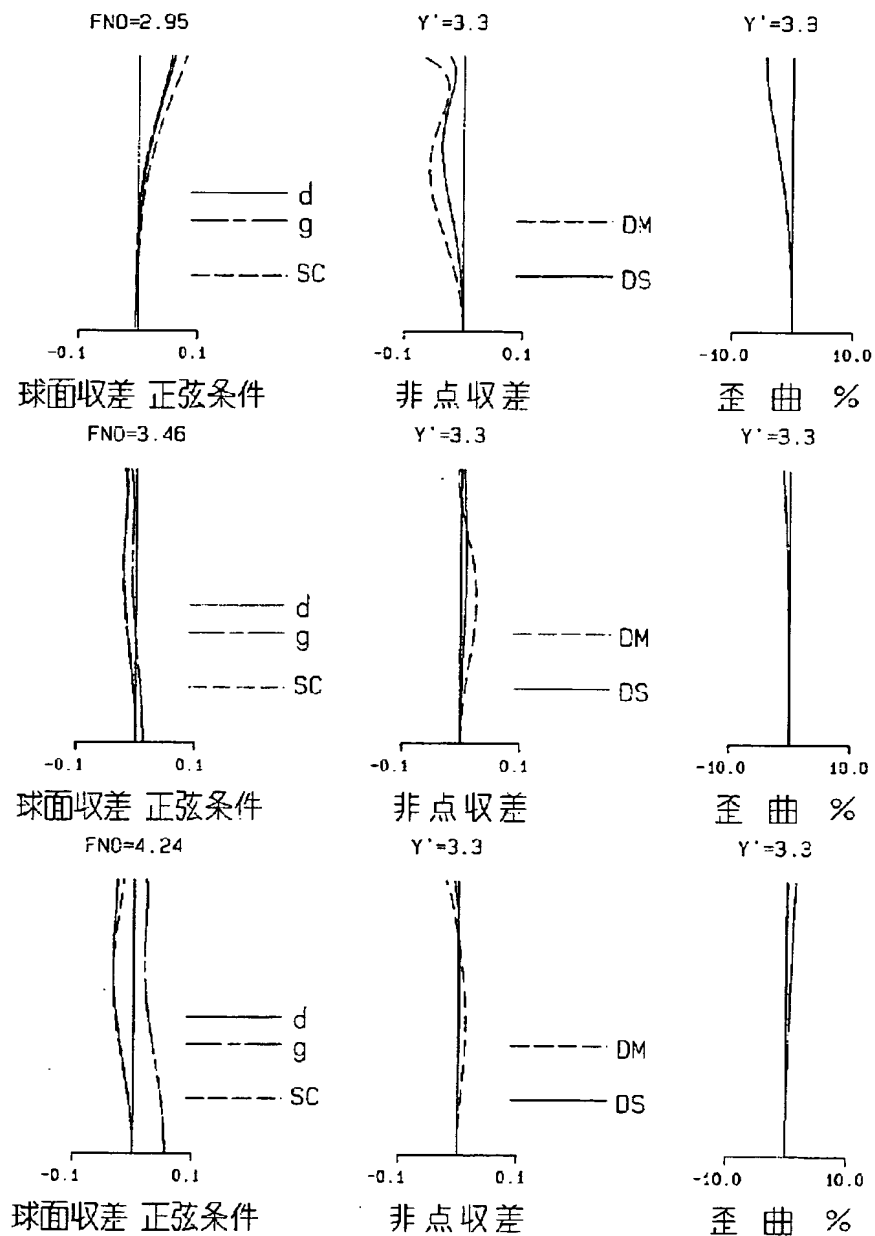 FNO=2.95 Y'=3.3 Y'=3.3
d
g
SC
DM
DS
-0.1 0.1 -0.1 0.1 -10.0 10.0
球面収差 正弦条件 非点収差 歪曲 %
FNO=3.46 Y'=3.3 Y'=3.3
d
g
SC
DM
DS
-0.1 0.1 -0.1 0.1 -10.0 10.0
球面収差 正弦条件 非点収差 歪曲 %
FNO=4.24 Y'=3.3 Y'=3.3
d
g
SC
DM
DS
-0.1 0.1 -0.1 0.1 -10.0 10.0
球面収差 正弦条件 非点収差 歪曲 %